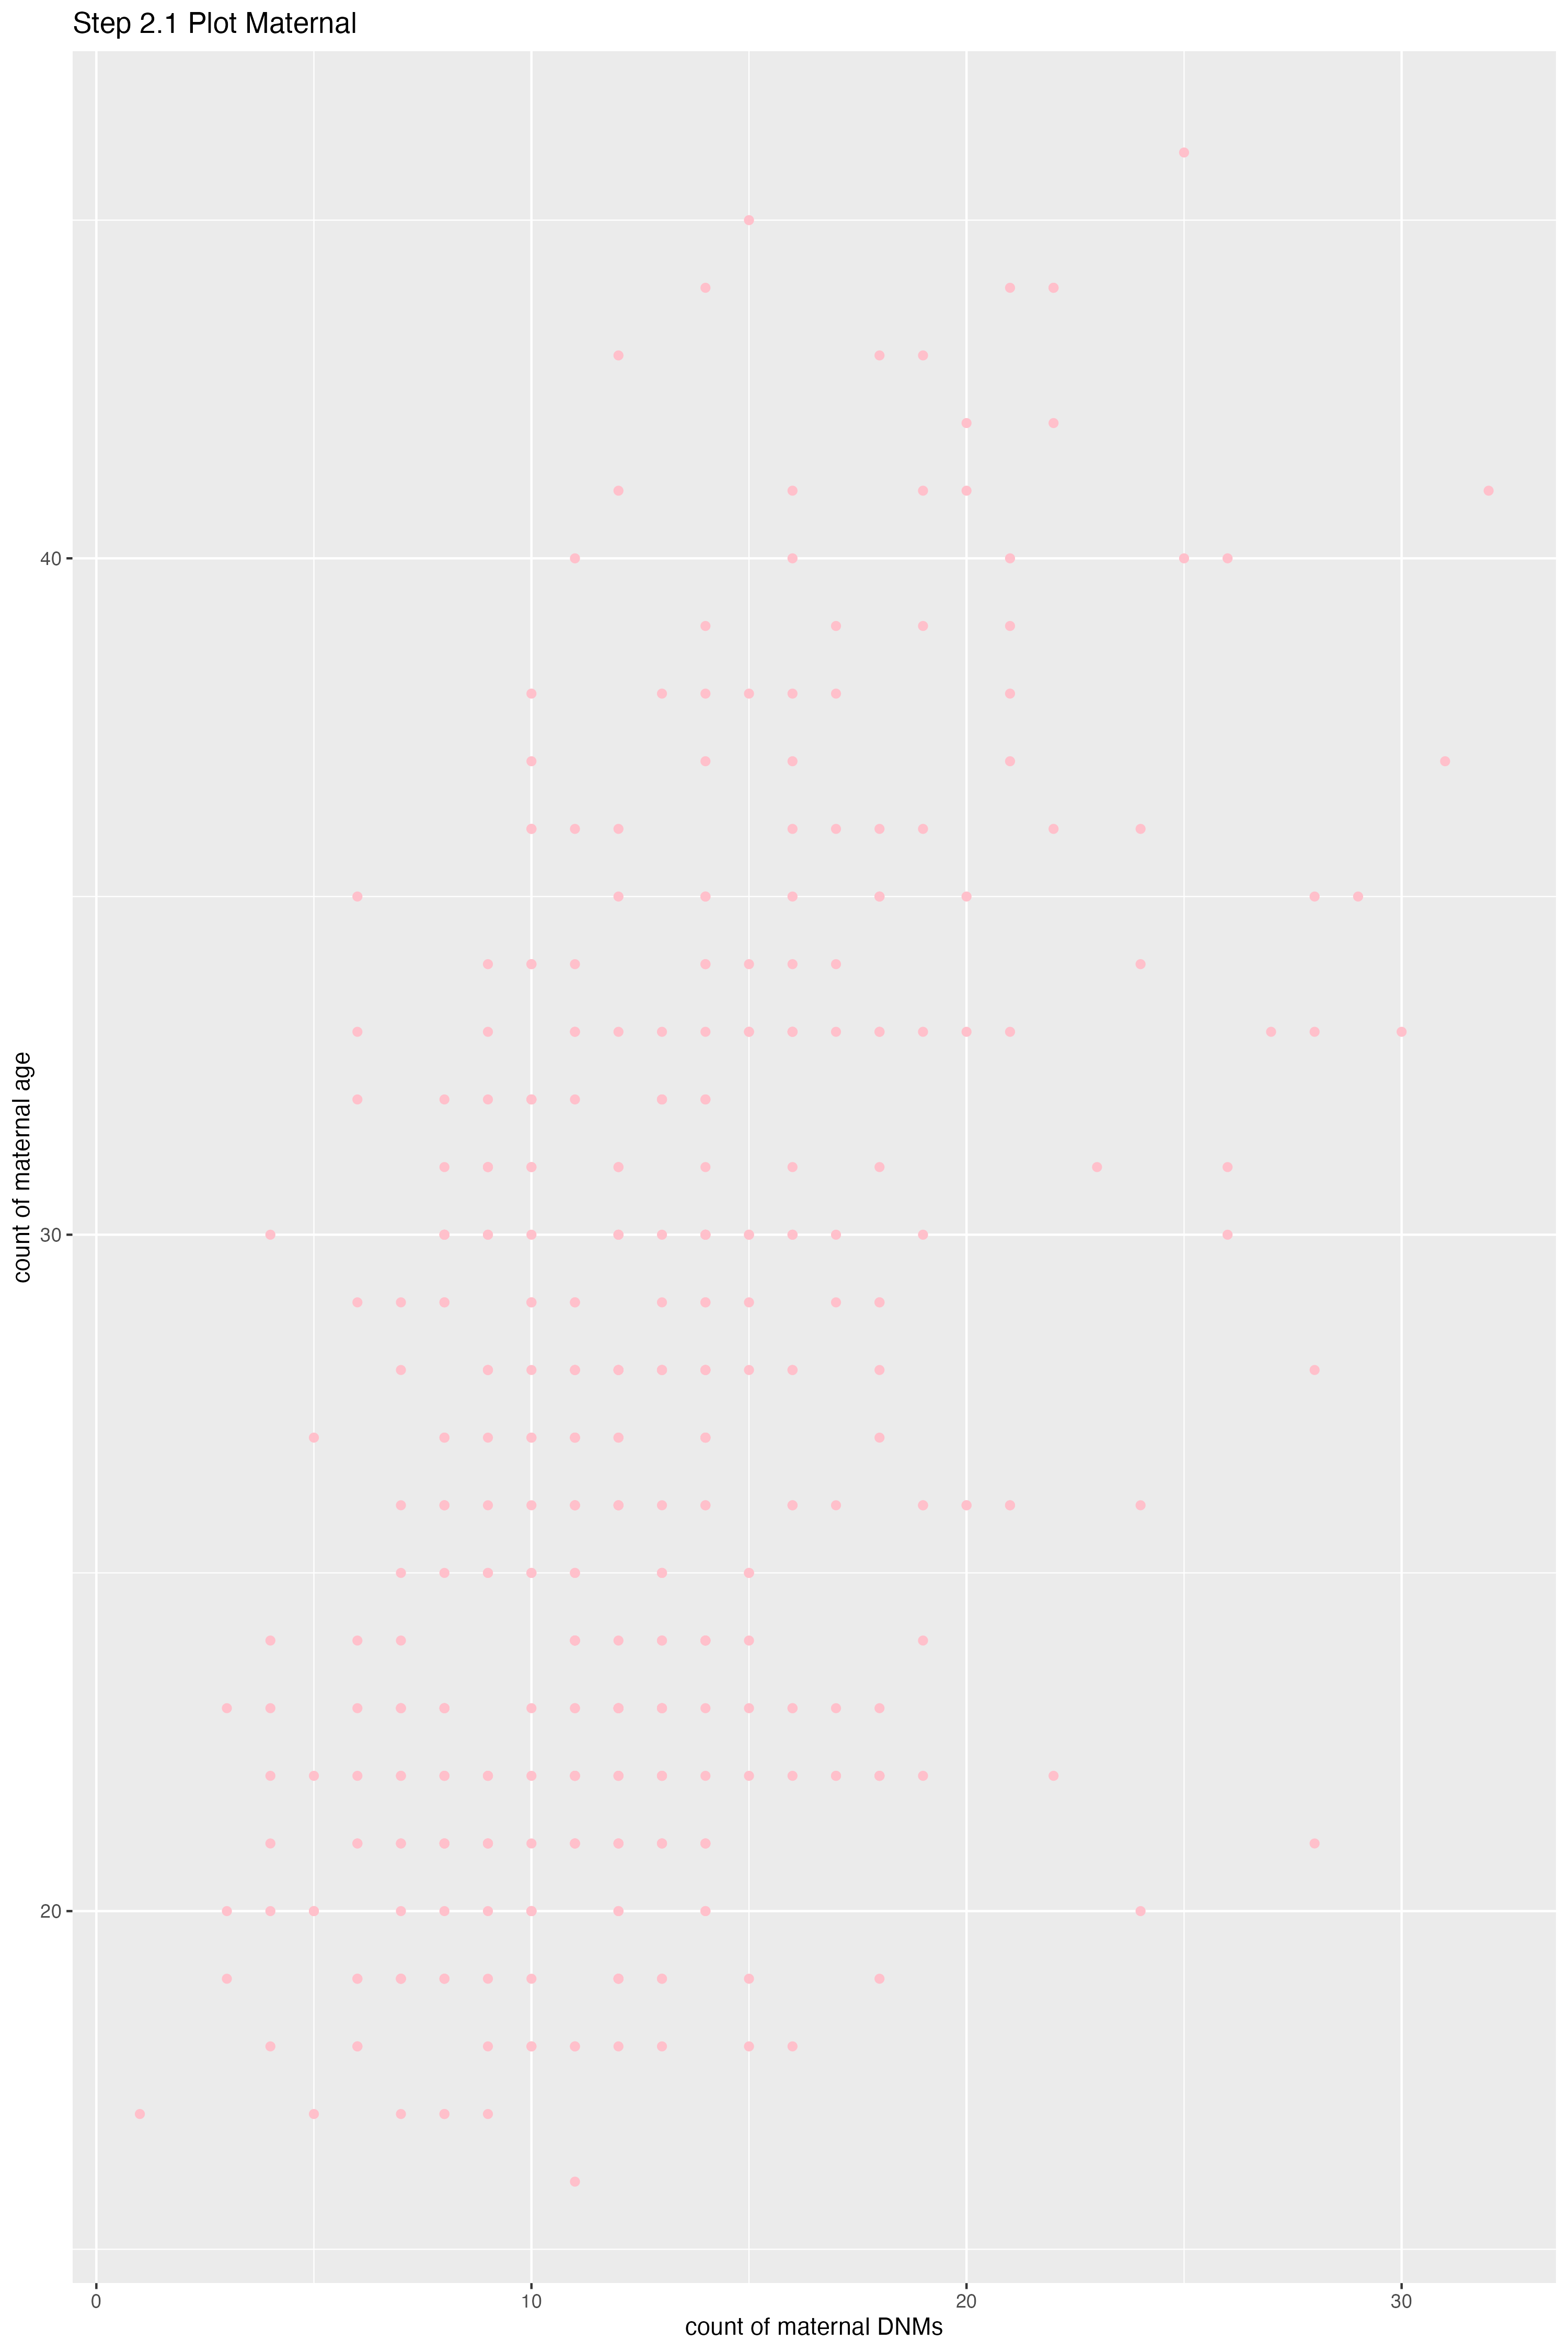 Step 2.1 Plot Maternal
count of maternal age
40
30
20
0 10 20 30
count of maternal DNMs